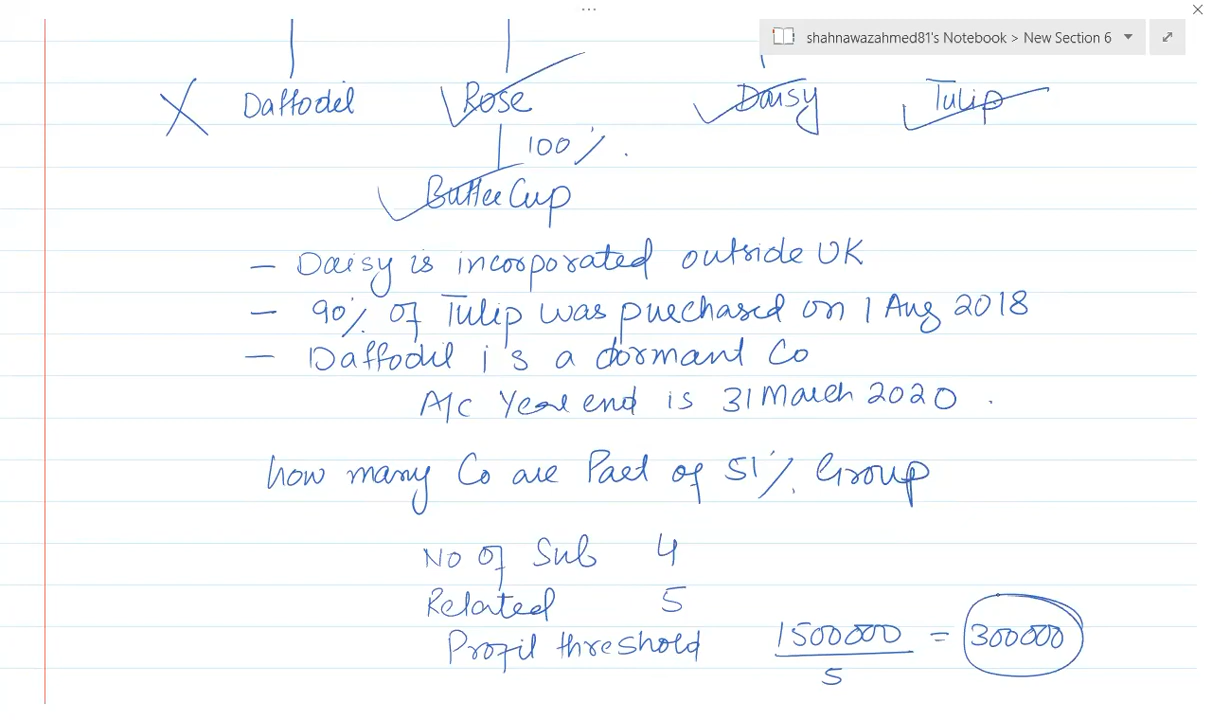 shahnawazahmed81's Notebook > New Section 6
Daffodil Rose Daisy Tulip
100%.
ButterCup
– Daisy is incorporated outside UK
– 90% of Tulip was purchased on 1 Aug 2018
– Daffodil is a dormant Co
A/c Year end is 31 March 2020.
how many Co are Part of 51% Group
No of Sub 4
Related 5
Profit threshold 1500000 = 300000
5